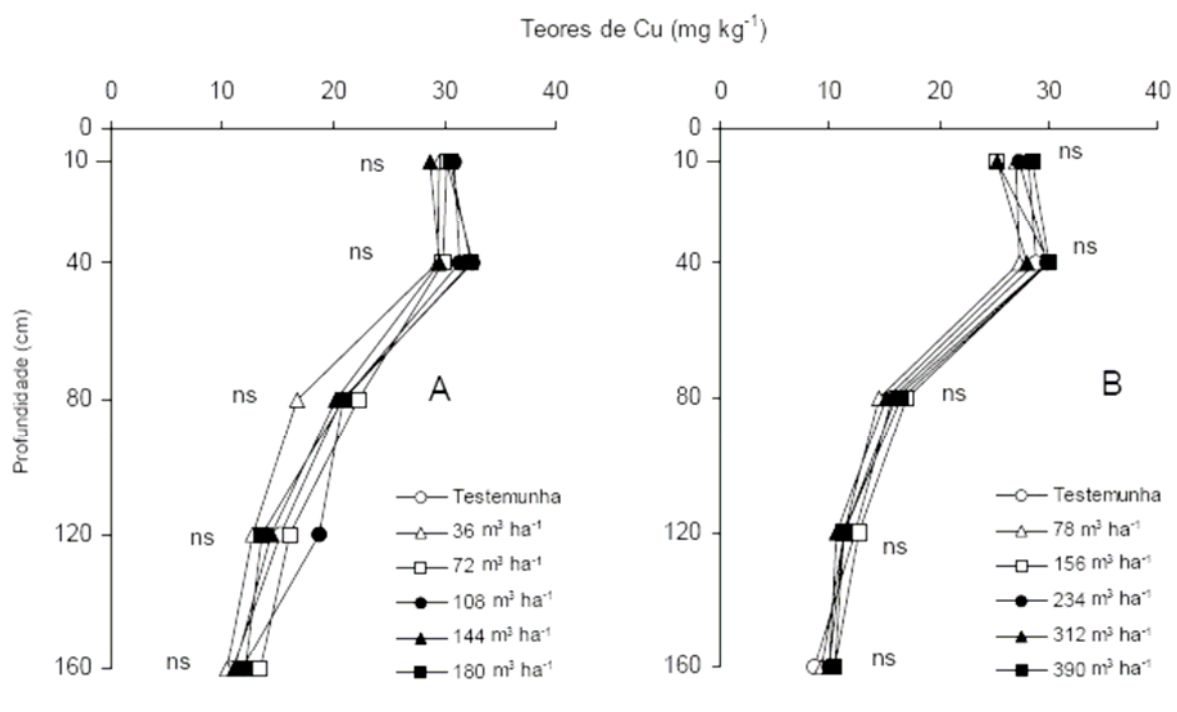 Teores de Cu (mg kg⁻¹)
0 10 20 30 40
0 10 20 30 40
Profundidade (cm)
0
10
40
80
120
160
ns
ns
ns
ns
ns
A
Testemunha
36 m³ ha⁻¹
72 m³ ha⁻¹
108 m³ ha⁻¹
144 m³ ha⁻¹
180 m³ ha⁻¹
0
10
40
80
120
160
ns
ns
ns
ns
ns
B
Testemunha
78 m³ ha⁻¹
156 m³ ha⁻¹
234 m³ ha⁻¹
312 m³ ha⁻¹
390 m³ ha⁻¹